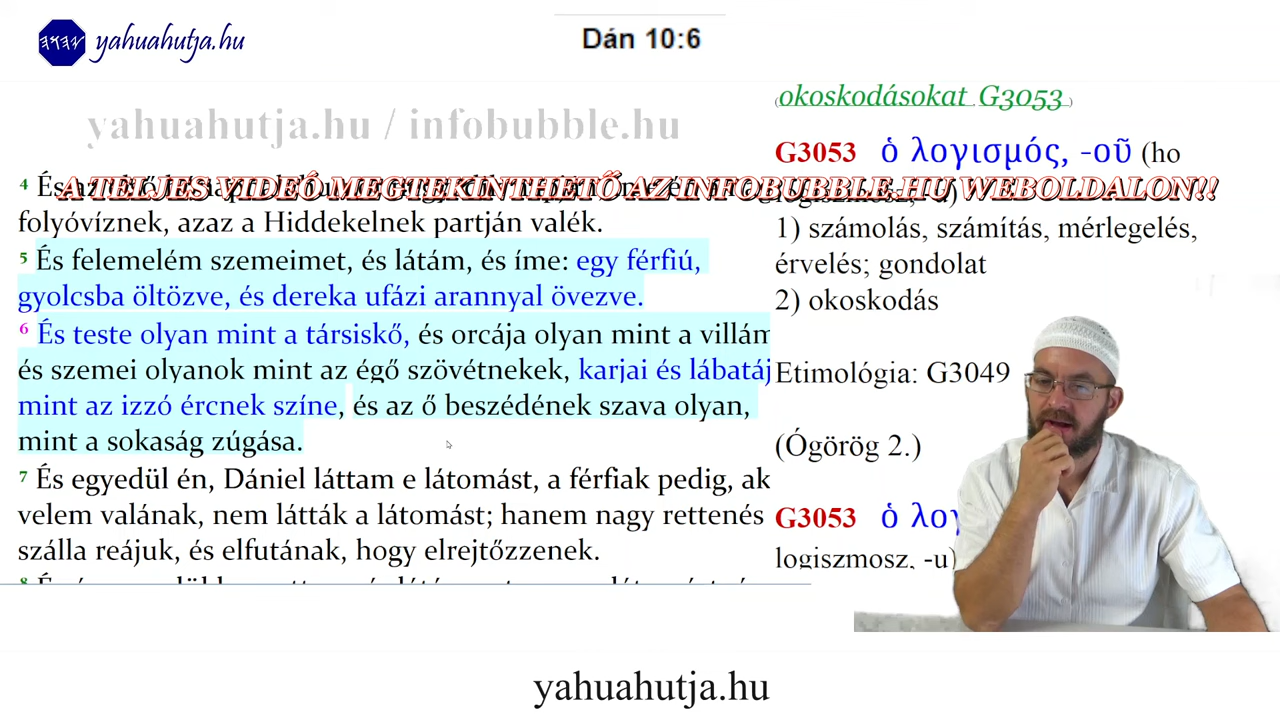 yahuahutja.hu
Dán 10:6
yahuahutja.hu / infobubble.hu
A TELJES VIDEÓ MEGTEKINTHETŐ AZ INFOBUBBLE.HU WEBOLDALON!!
4 És az
folyóvíznek, azaz a Hiddekelnek partján valék.
5 És felemelém szemeimet, és látám, és íme: egy férfiú,
gyolcsba öltözve, és dereka ufázi arannyal övezve.
6 És teste olyan mint a társiskő, és orcája olyan mint a villám
és szemei olyanok mint az égő szövétnekek, karjai és lábatáj
mint az izzó ércnek színe, és az ő beszédének szava olyan,
mint a sokaság zúgása.
7 És egyedül én, Dániel láttam e látomást, a férfiak pedig, ak
velem valának, nem látták a látomást; hanem nagy rettenés
szálla reájuk, és elfutának, hogy elrejtőzzenek.
okoskodásokat G3053
G3053 ὁ λογισμός, -οῦ (ho
1) számolás, számítás, mérlegelés,
érvelés; gondolat
2) okoskodás
Etimológia: G3049
(Ógörög 2.)
G3053 ὁ λογ
logiszmosz, -u)
yahuahutja.hu